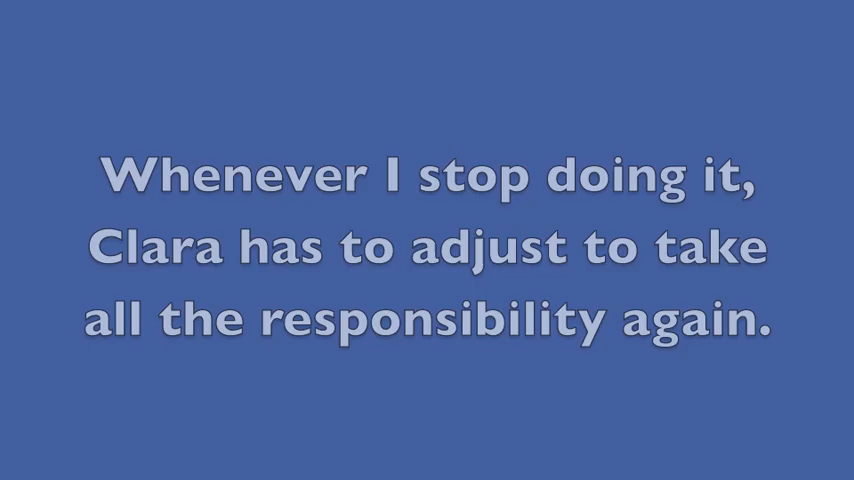 Whenever I stop doing it,
Clara has to adjust to take
all the responsibility again.